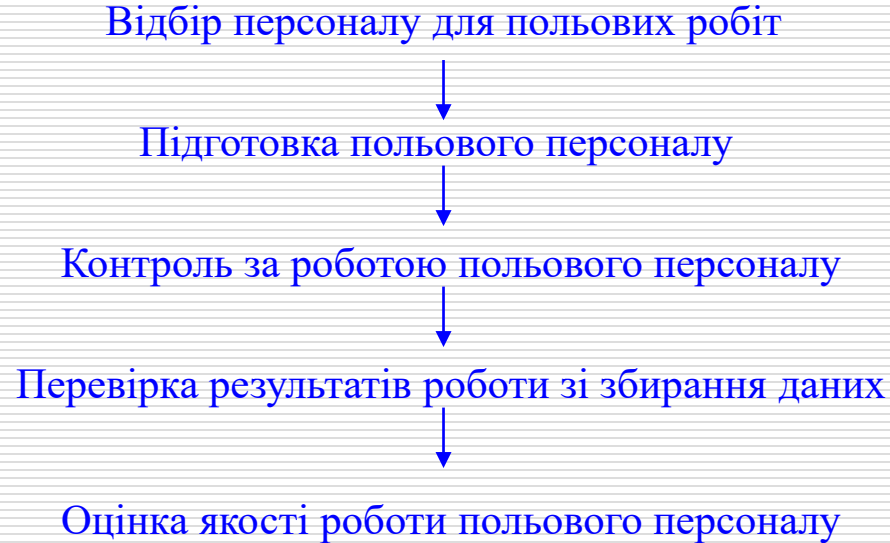 Відбір персоналу для польових робіт
Підготовка польового персоналу
Контроль за роботою польового персоналу
Перевірка результатів роботи зі збирання даних
Оцінка якості роботи польового персоналу